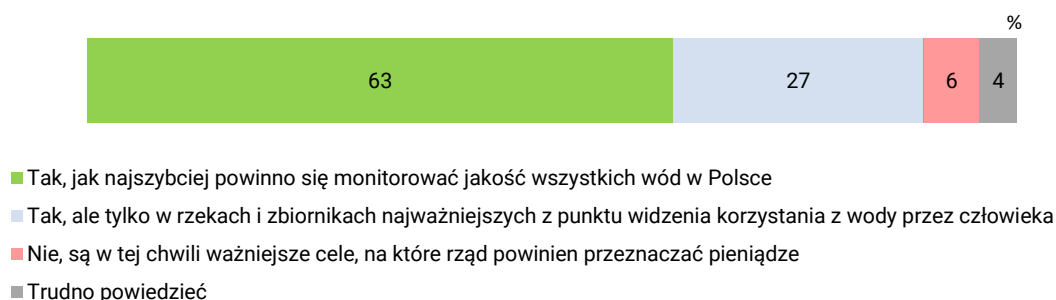 %
63 27 6 4
Tak, jak najszybciej powinno się monitorować jakość wszystkich wód w Polsce
Tak, ale tylko w rzekach i zbiornikach najważniejszych z punktu widzenia korzystania z wody przez człowieka
Nie, są w tej chwili ważniejsze cele, na które rząd powinien przeznaczać pieniądze
Trudno powiedzieć